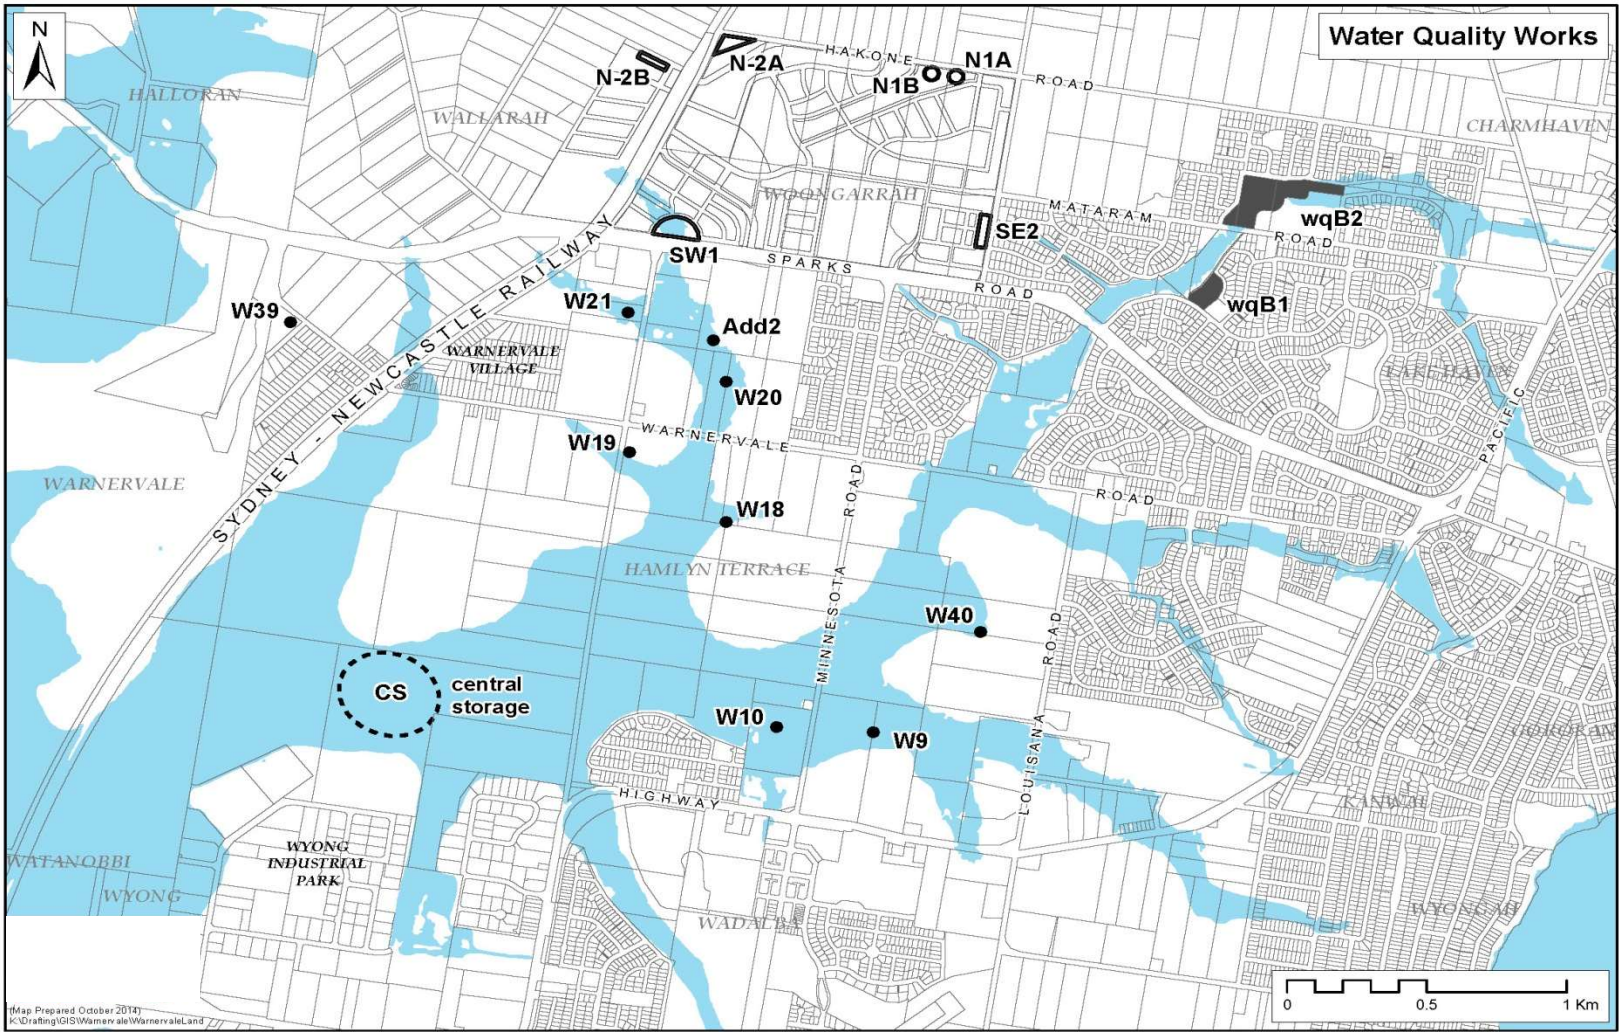 N
Water Quality Works
HAKONE ROAD
N-2A
N-2B
N1A
N1B
HALLORAN
WALLARAH
CHARMHAVEN
WOONGARRAH
MATARAM ROAD
wqB2
SE2
SW1
SPARKS ROAD
wqB1
W21
W39
Add2
WARNERVALE
VILLAGE
SYDNEY - NEWCASTLE RAILWAY
W20
LAKEHAVEN
PACIFIC
W19
WARNERVALE ROAD
WARNERVALE
W18
HAMLYN TERRACE
MINNESOTA ROAD
W40
LOUISANA ROAD
CS
central
storage
W10
W9
GOROKAN
HIGHWAY
KANWAL
WYONG
INDUSTRIAL
PARK
WATANOBBI
WYONG
WADALBA
WYONGAH
0 0.5 1 Km
(Map Prepared October 2014)
K:\Drafting\GIS\Warnervale\WarnervaleLand